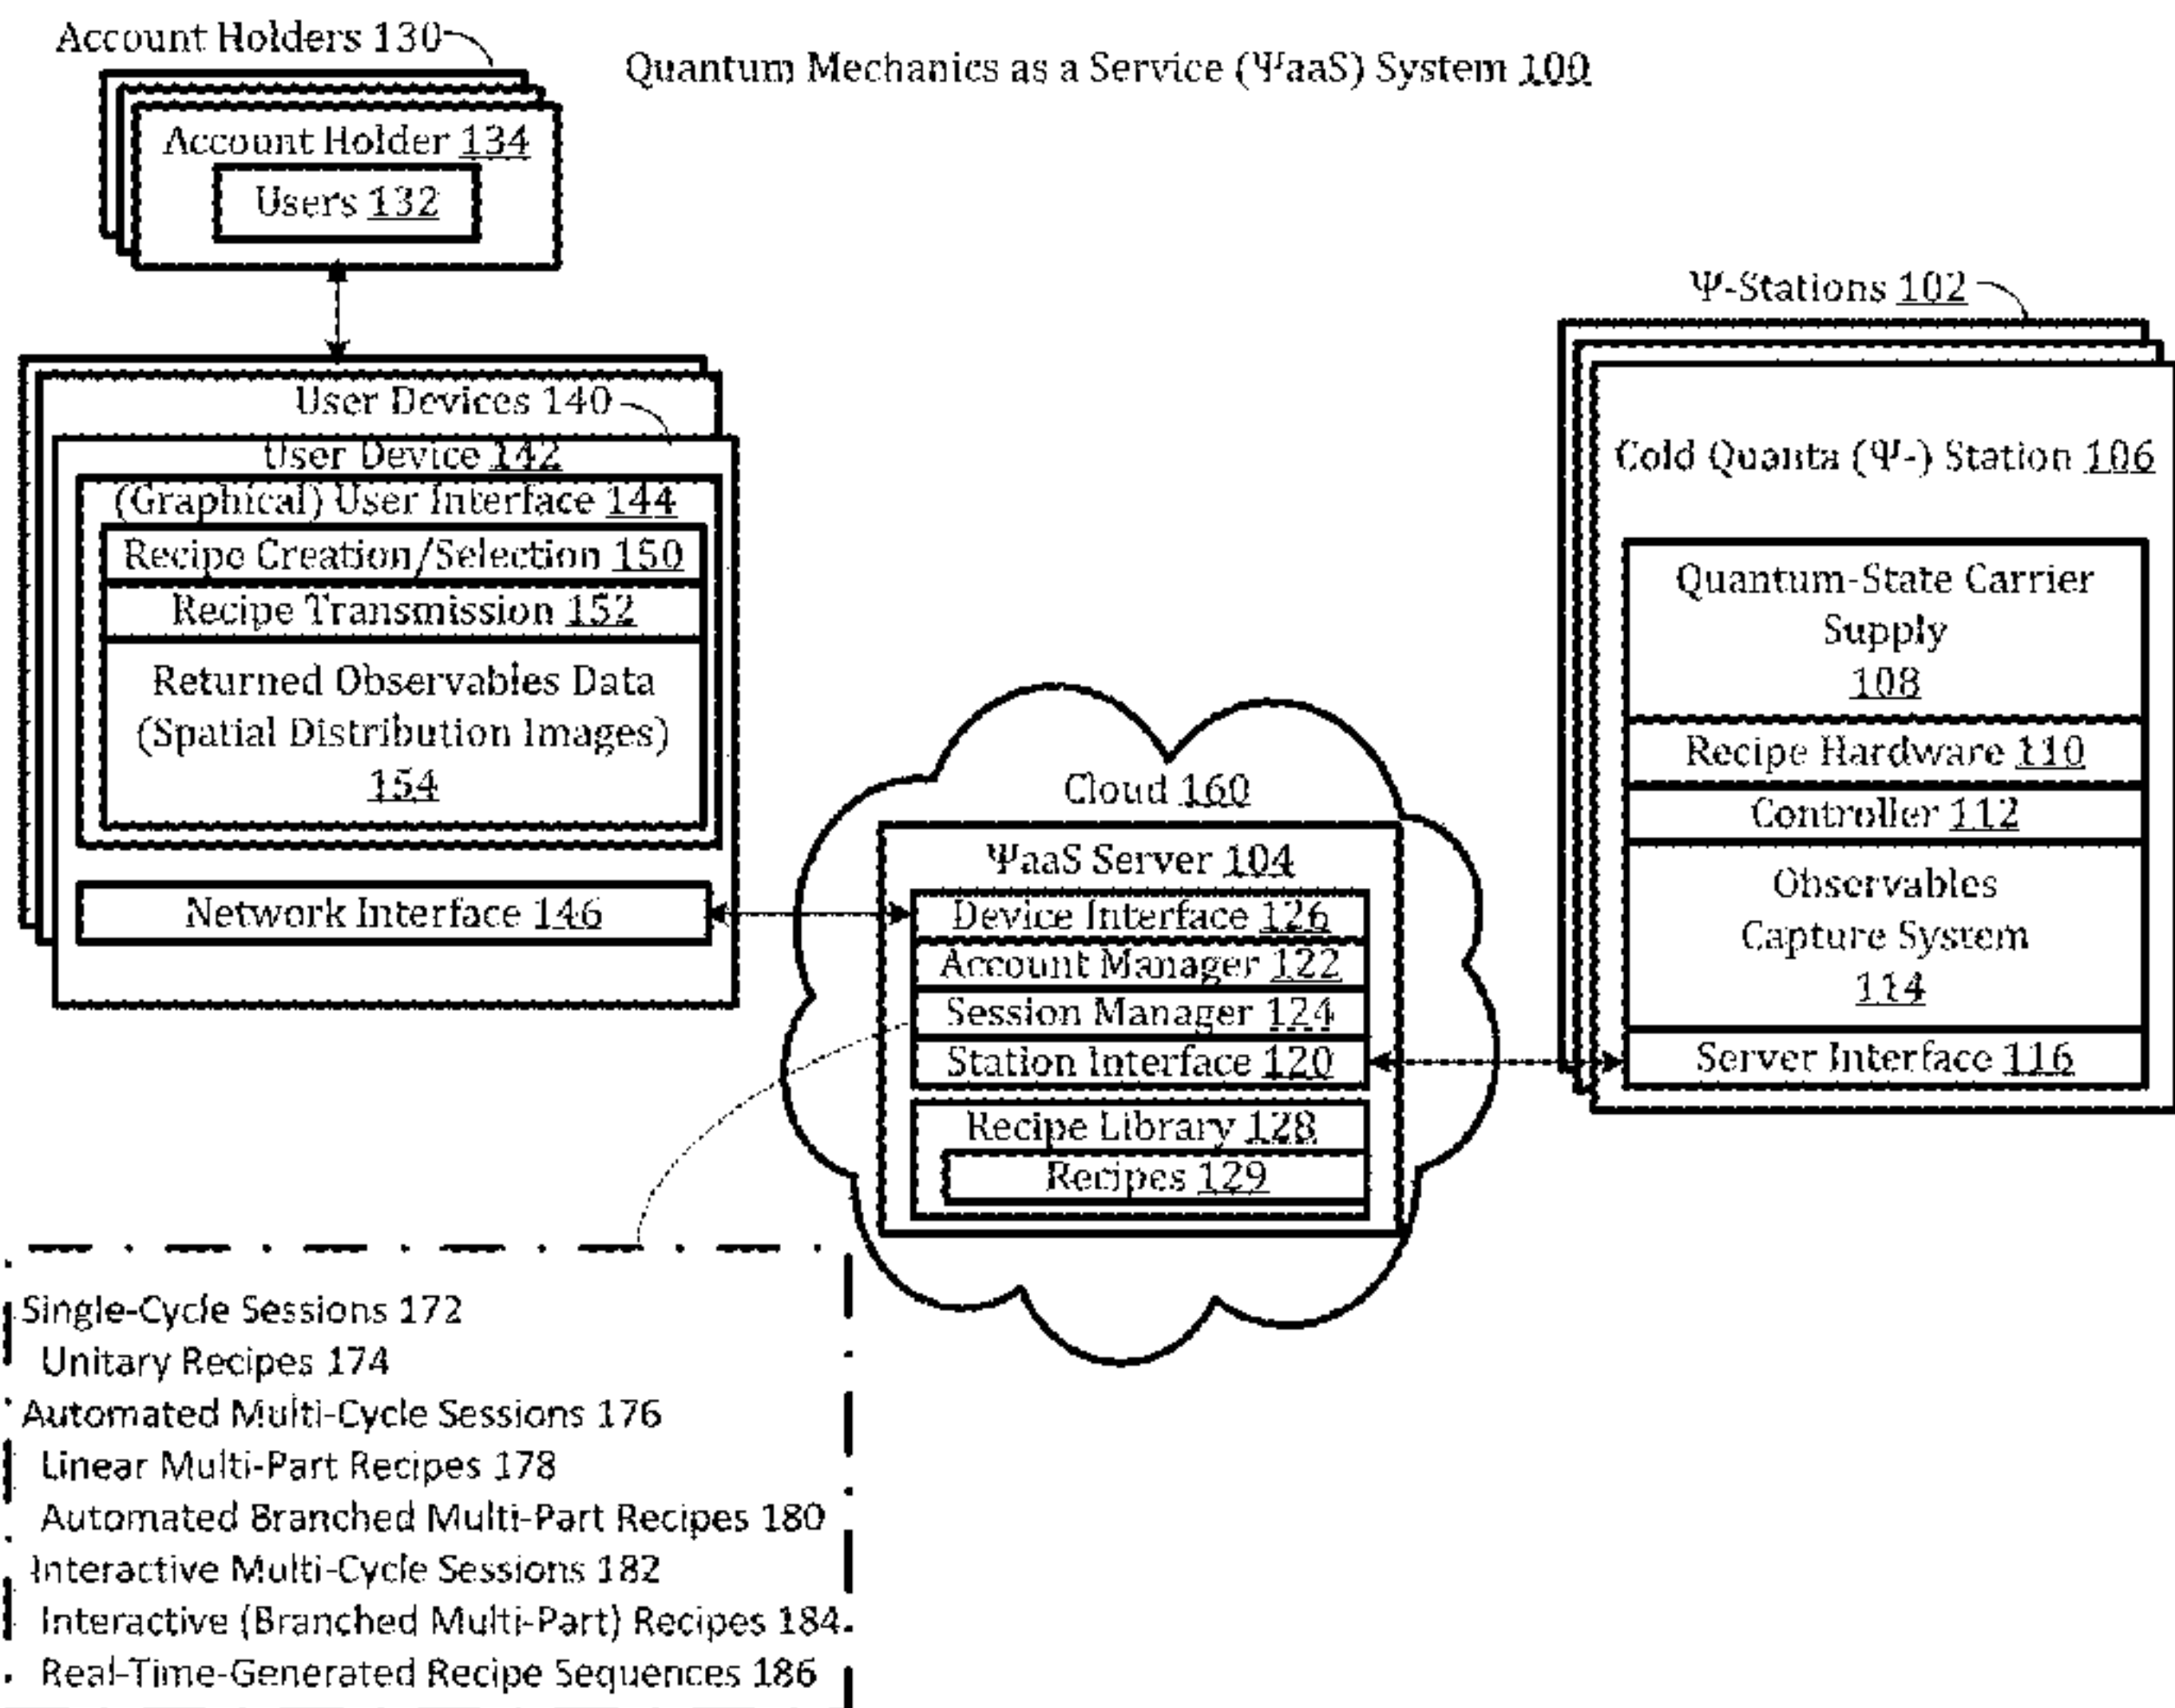 Account Holders 130
Quantum Mechanics as a Service (ΨaaS) System 100
Account Holder 134
Users 132
Ψ-Stations 102
User Devices 140
User Device 142
(Graphical) User Interface 144
Recipe Creation/Selection 150
Recipe Transmission 152
Returned Observables Data
(Spatial Distribution Images)
154
Network Interface 146
Cold Quanta (Ψ-) Station 106
Quantum-State Carrier
Supply
108
Recipe Hardware 110
Controller 112
Observables
Capture System
114
Server Interface 116
Cloud 160
ΨaaS Server 104
Device Interface 126
Account Manager 122
Session Manager 124
Station Interface 120
Recipe Library 128
Recipes 129
Single-Cycle Sessions 172
Unitary Recipes 174
Automated Multi-Cycle Sessions 176
Linear Multi-Part Recipes 178
Automated Branched Multi-Part Recipes 180
Interactive Multi-Cycle Sessions 182
Interactive (Branched Multi-Part) Recipes 184
Real-Time-Generated Recipe Sequences 186